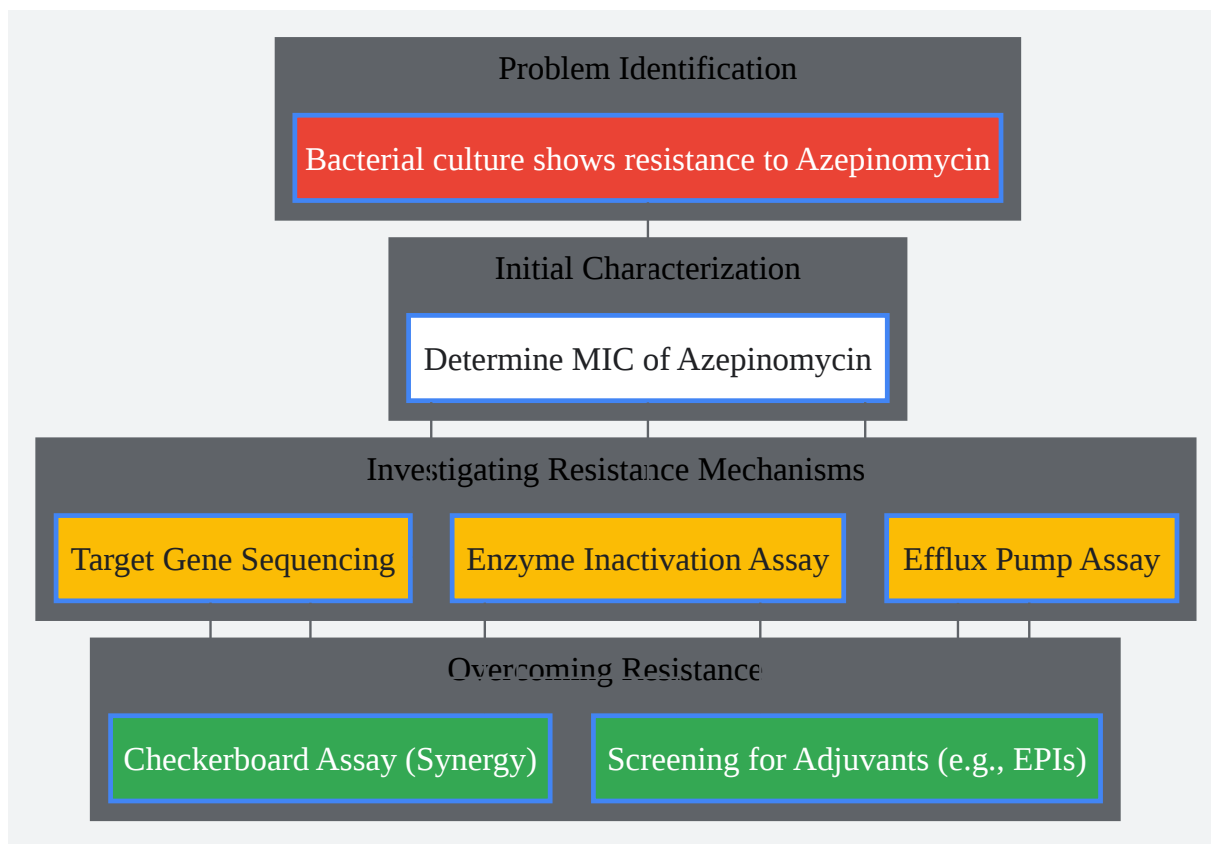 Problem Identification
Bacterial culture shows resistance to Azepinomycin
Initial Characterization
Determine MIC of Azepinomycin
Investigating Resistance Mechanisms
Target Gene Sequencing
Enzyme Inactivation Assay
Efflux Pump Assay
Overcoming Resistance
Checkerboard Assay (Synergy)
Screening for Adjuvants (e.g., EPIs)